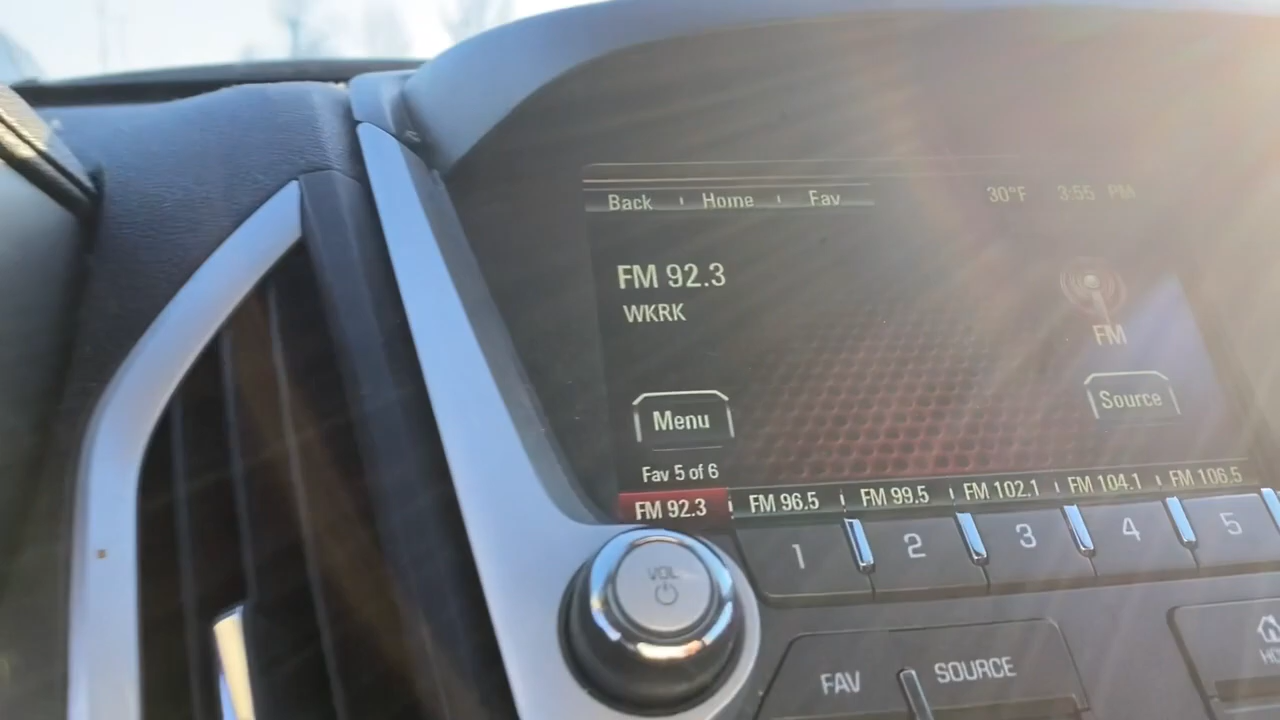 Back Home Fav 30°F 3:55 PM
FM 92.3
WKRK
FM
Menu
Source
Fav 5 of 6
FM 92.3 FM 96.5 FM 99.5 FM 102.1 FM 104.1 FM 106.5
1 2 3 4 5
VOL
FAV SOURCE